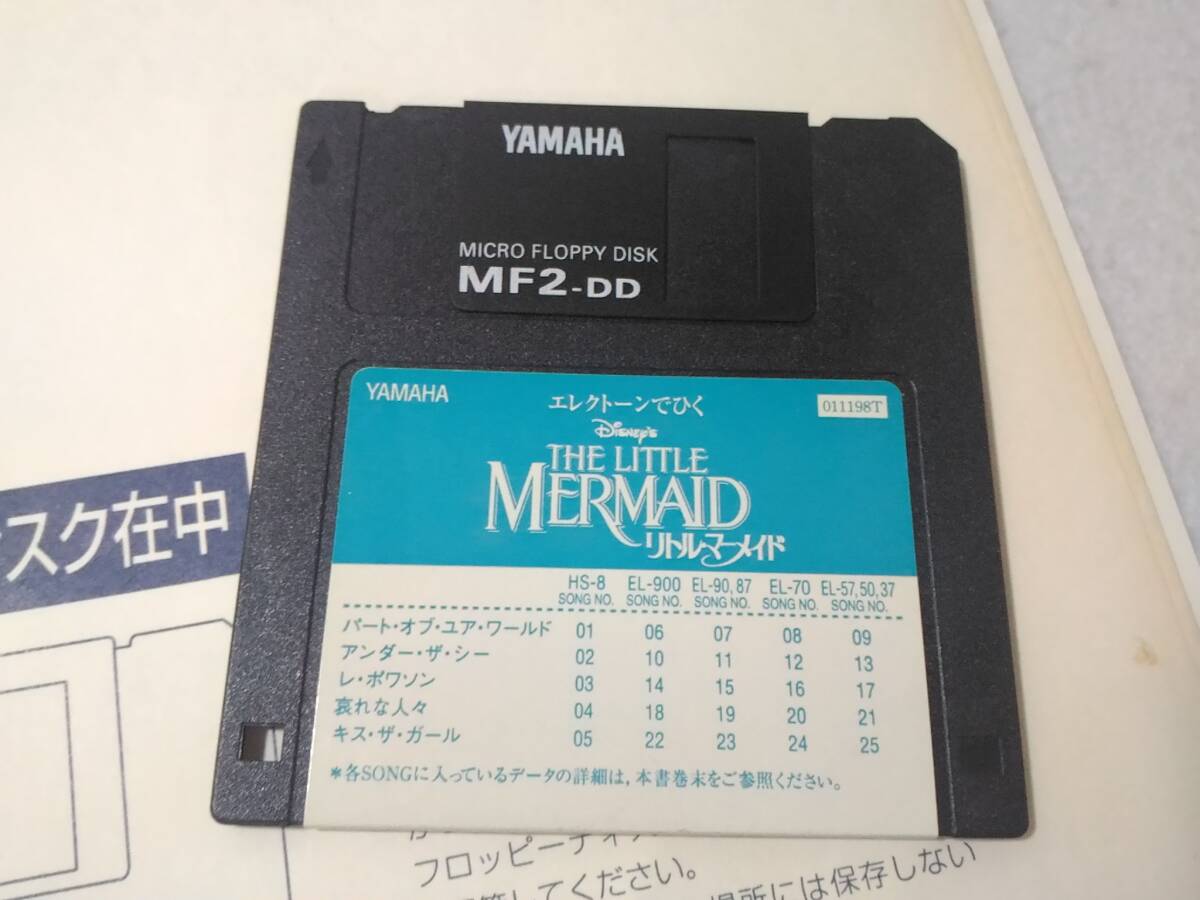 YAMAHA
MICRO FLOPPY DISK
MF2-DD
YAMAHA
エレクトーンでひく
011198T
Disney's
THE LITTLE
MERMAID
リトル・マーメイド
HS-8 EL-900 EL-90, 87 EL-70 EL-57, 50, 37
SONG NO. SONG NO. SONG NO. SONG NO. SONG NO.
パート・オブ・ユア・ワールド 01 06 07 08 09
アンダー・ザ・シー 02 10 11 12 13
レ・ポワソン 03 14 15 16 17
哀れな人々 04 18 19 20 21
キス・ザ・ガール 05 22 23 24 25
*各SONGに入っているデータの詳細は,本書巻末をご参照ください。
スク在中
フロッピーディ
してください。
場所には保存しない